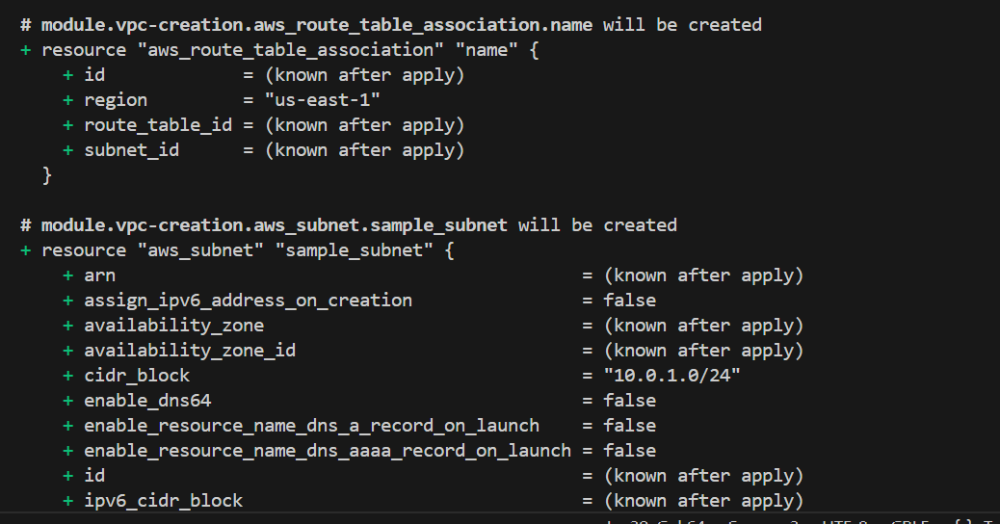 # module.vpc-creation.aws_route_table_association.name will be created
+ resource "aws_route_table_association" "name" {
+ id = (known after apply)
+ region = "us-east-1"
+ route_table_id = (known after apply)
+ subnet_id = (known after apply)
}
# module.vpc-creation.aws_subnet.sample_subnet will be created
+ resource "aws_subnet" "sample_subnet" {
+ arn = (known after apply)
+ assign_ipv6_address_on_creation = false
+ availability_zone = (known after apply)
+ availability_zone_id = (known after apply)
+ cidr_block = "10.0.1.0/24"
+ enable_dns64 = false
+ enable_resource_name_dns_a_record_on_launch = false
+ enable_resource_name_dns_aaaa_record_on_launch = false
+ id = (known after apply)
+ ipv6_cidr_block = (known after apply)